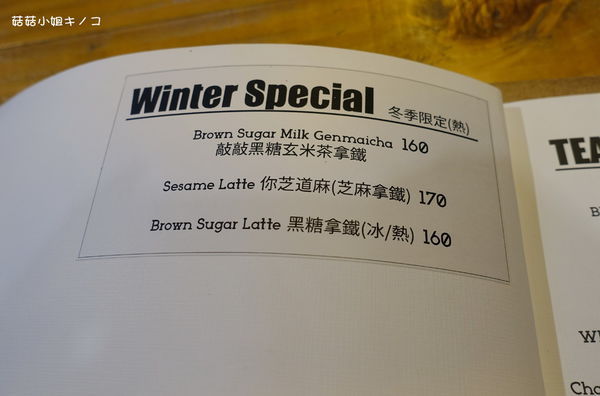 菇菇小姐キノコ
Winter Special 冬季限定(熱)
Brown Sugar Milk Genmaicha 160
敲敲黑糖玄米茶拿鐵
Sesame Latte 你芝道麻(芝麻拿鐵) 170
Brown Sugar Latte 黑糖拿鐵(冰/熱) 160
TEA